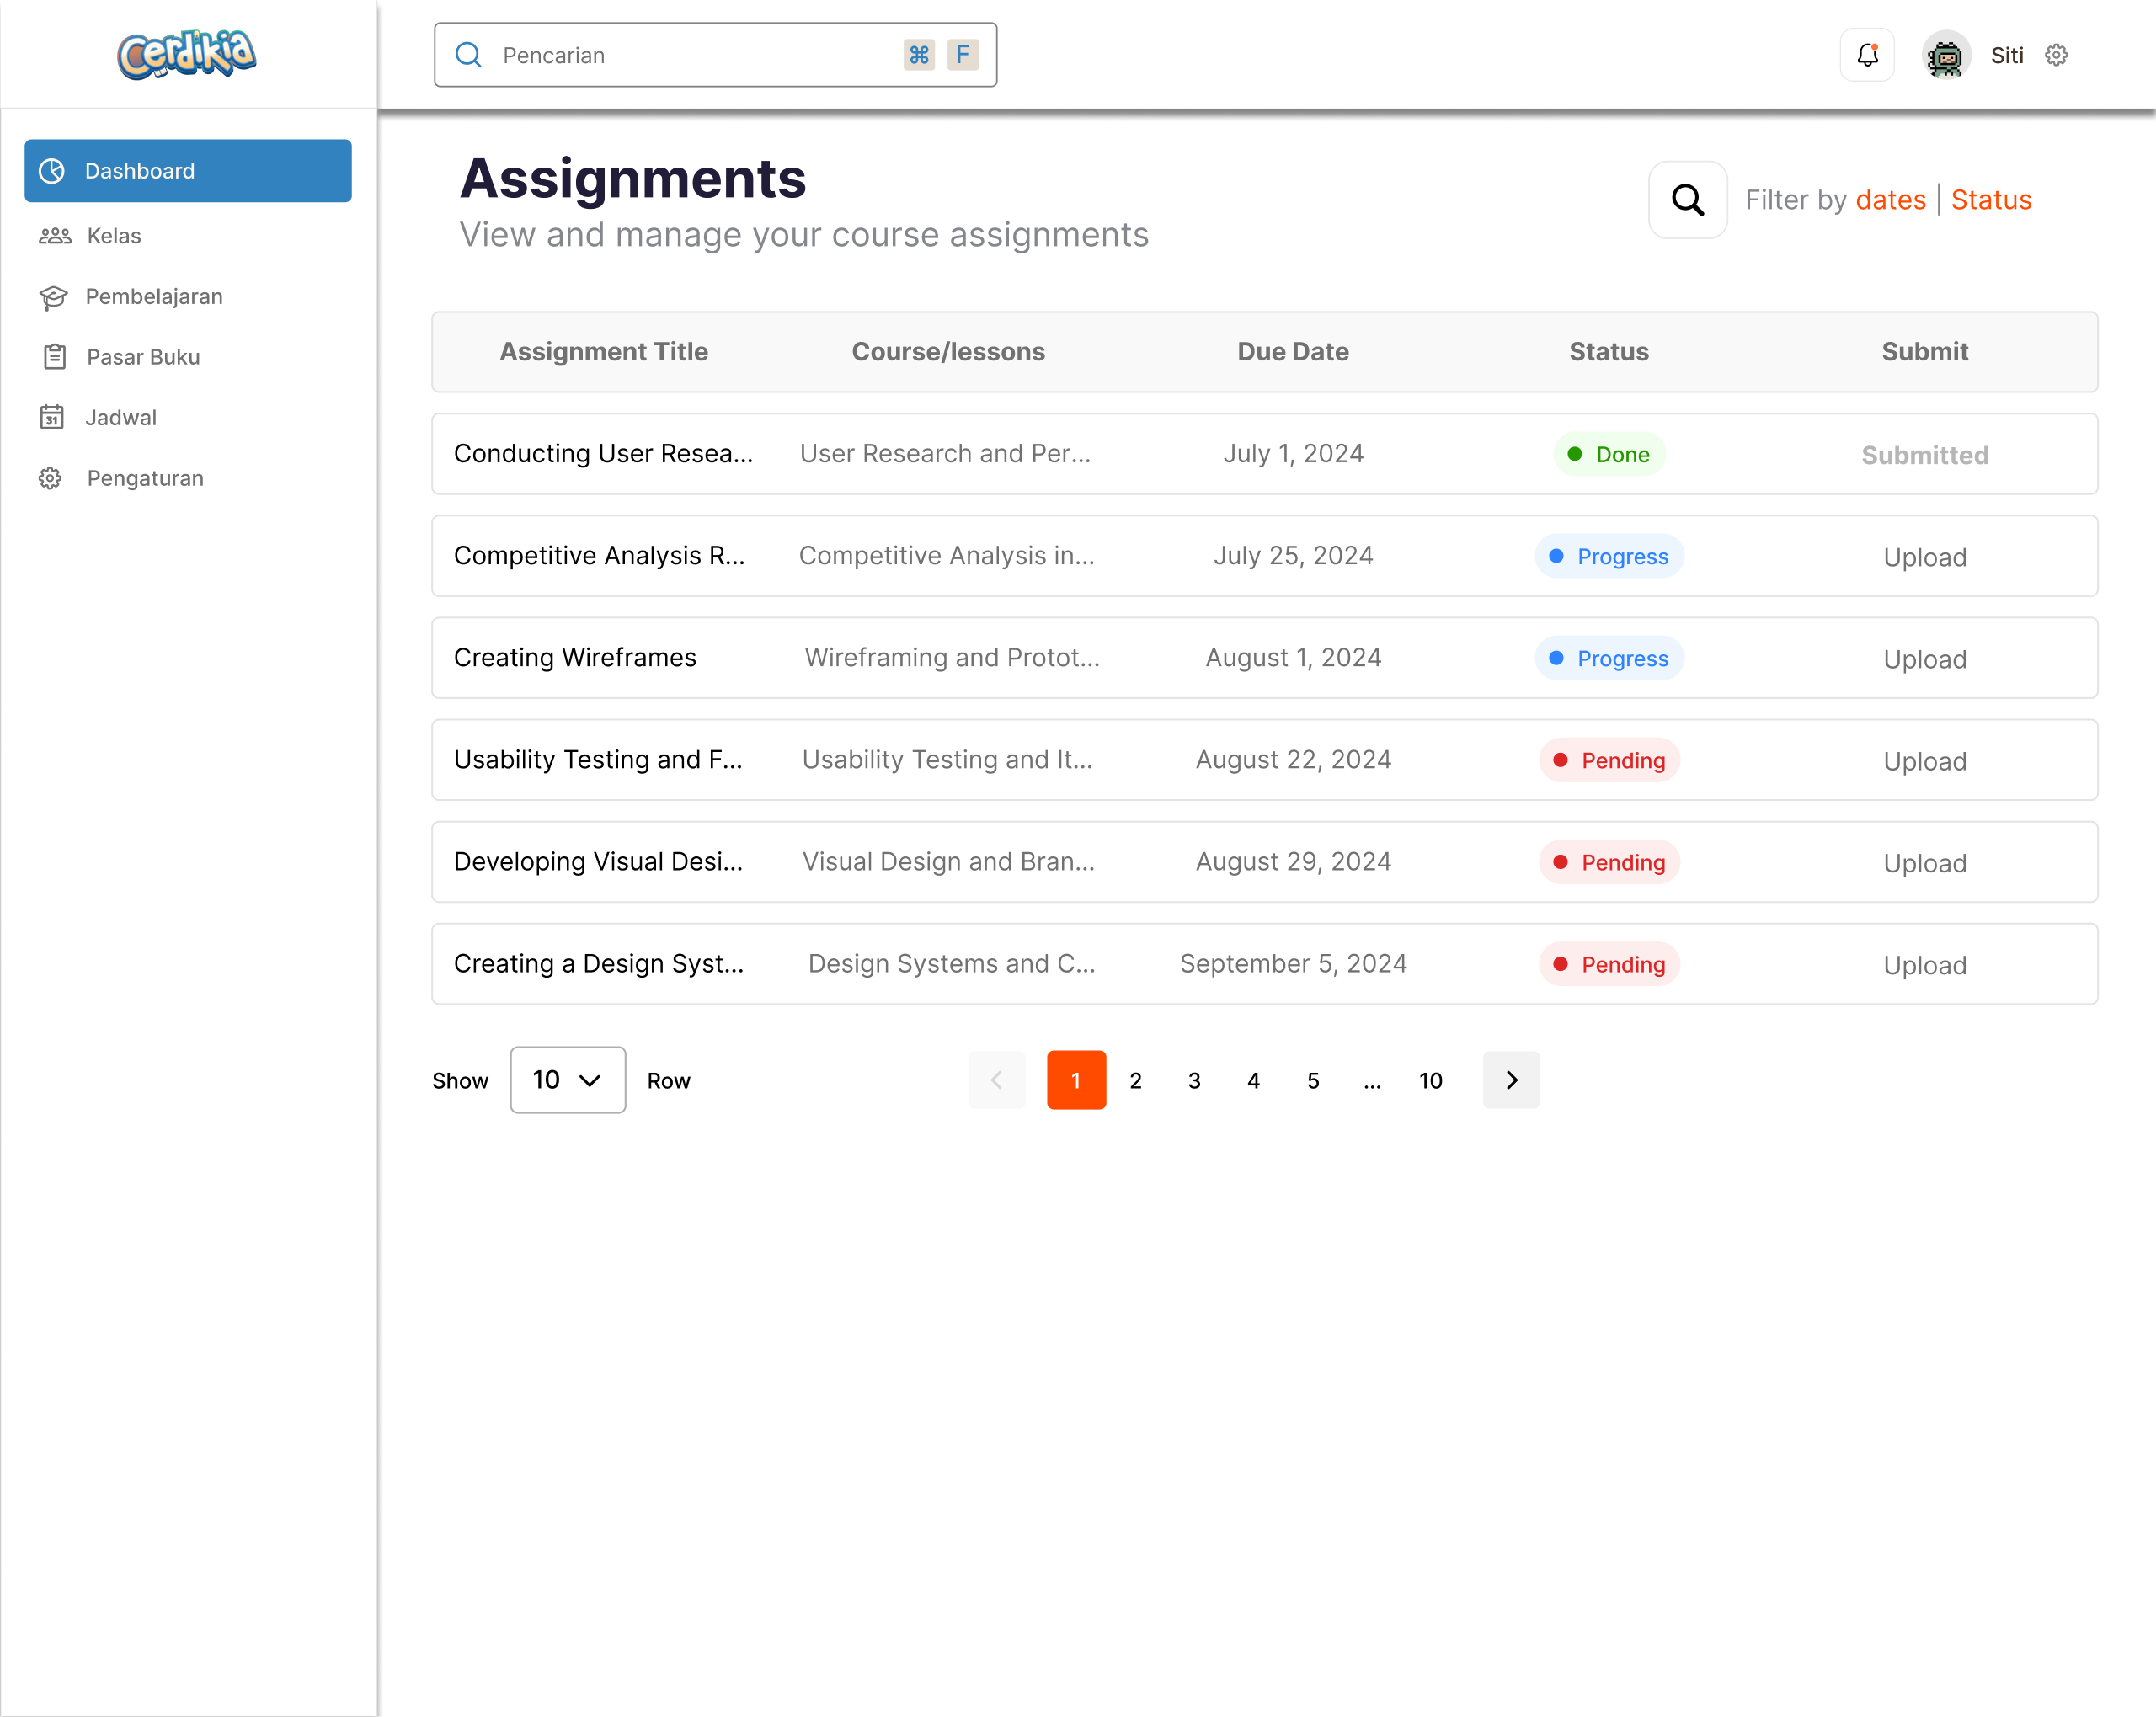 Cerdikia
Pencarian ⌘ F
Siti
Dashboard
Kelas
Pembelajaran
Pasar Buku
31 Jadwal
Pengaturan
Assignments
View and manage your course assignments
Filter by dates | Status
Assignment Title Course/lessons Due Date Status Submit
Conducting User Resea... User Research and Per... July 1, 2024 Done Submitted
Competitive Analysis R... Competitive Analysis in... July 25, 2024 Progress Upload
Creating Wireframes Wireframing and Protot... August 1, 2024 Progress Upload
Usability Testing and F... Usability Testing and It... August 22, 2024 Pending Upload
Developing Visual Desi... Visual Design and Bran... August 29, 2024 Pending Upload
Creating a Design Syst... Design Systems and C... September 5, 2024 Pending Upload
Show 10 Row 1 2 3 4 5 ... 10